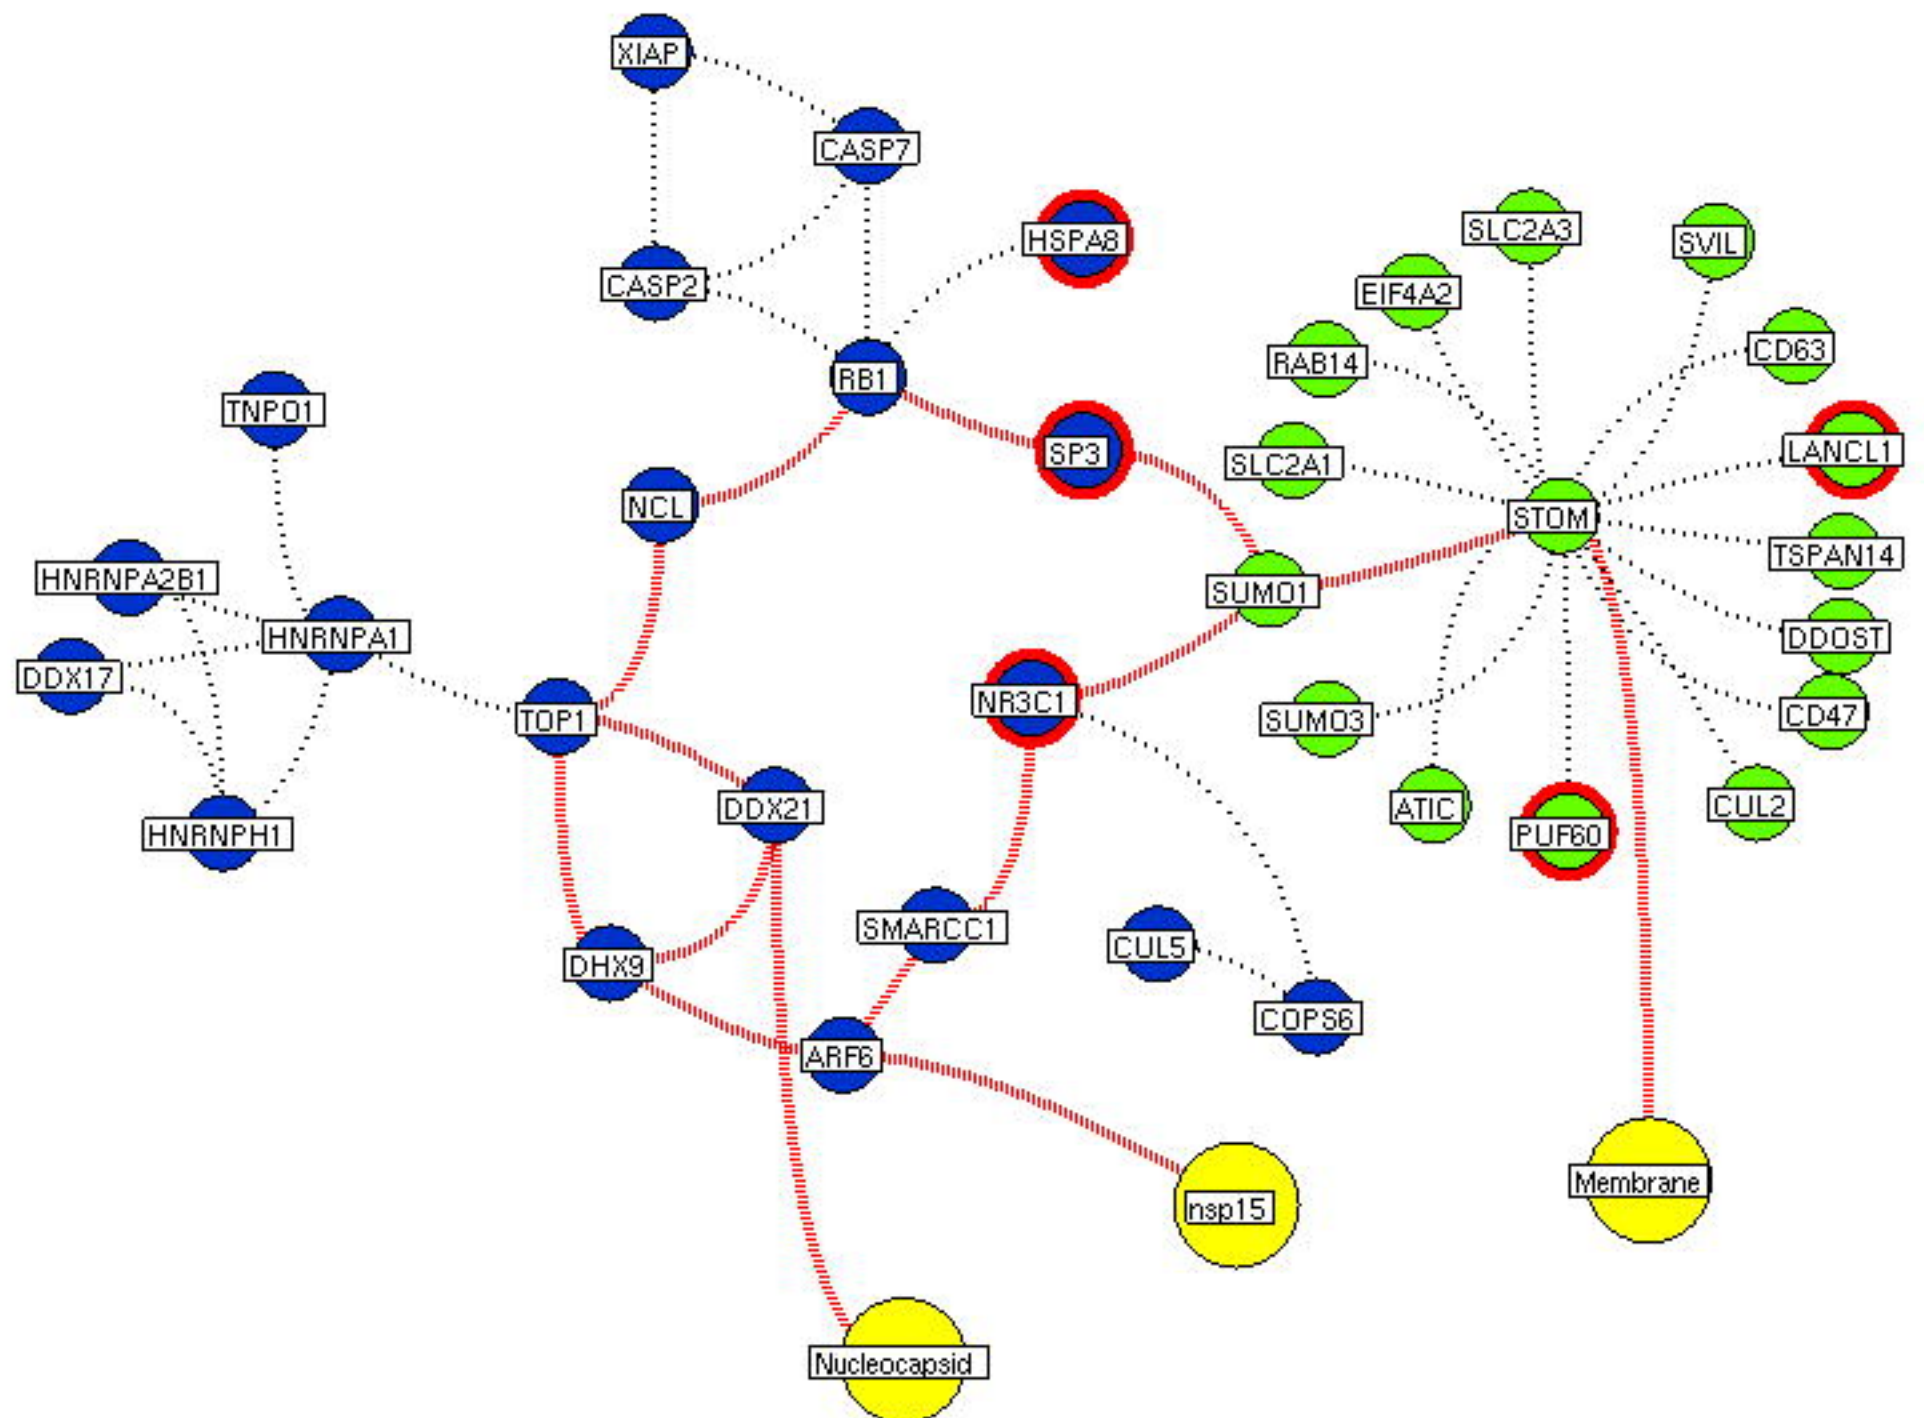 XIAP
CASP7
HSPA8
SLC2A3
SVIL
CASP2
EIF4A2
RAB14
CD63
RB1
TNPO1
SP3
LANCL1
SLC2A1
NCL
STOM
TSPAN14
HNRNPA2B1
SUMO1
HNRNPA1
DDOST
DDX17
NR3C1
TOP1
SUMO3
CD47
DDX21
ATIC
CUL2
HNRNPH1
PUF60
SMARCC1
CUL5
DHX9
COPS6
ARF6
Membrane
nsp15
Nucleocapsid